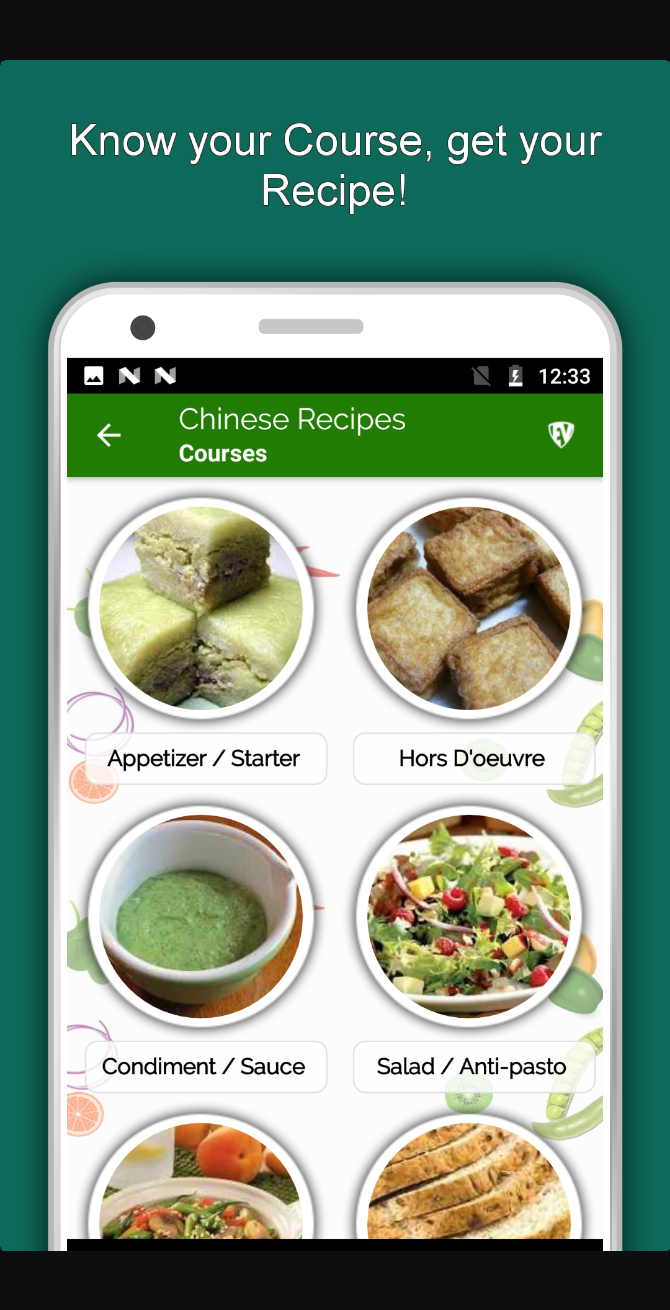 Know your Course, get your
Recipe!
12:33
Chinese Recipes
Courses
EV
Appetizer / Starter
Hors D'oeuvre
Condiment / Sauce
Salad / Anti-pasto